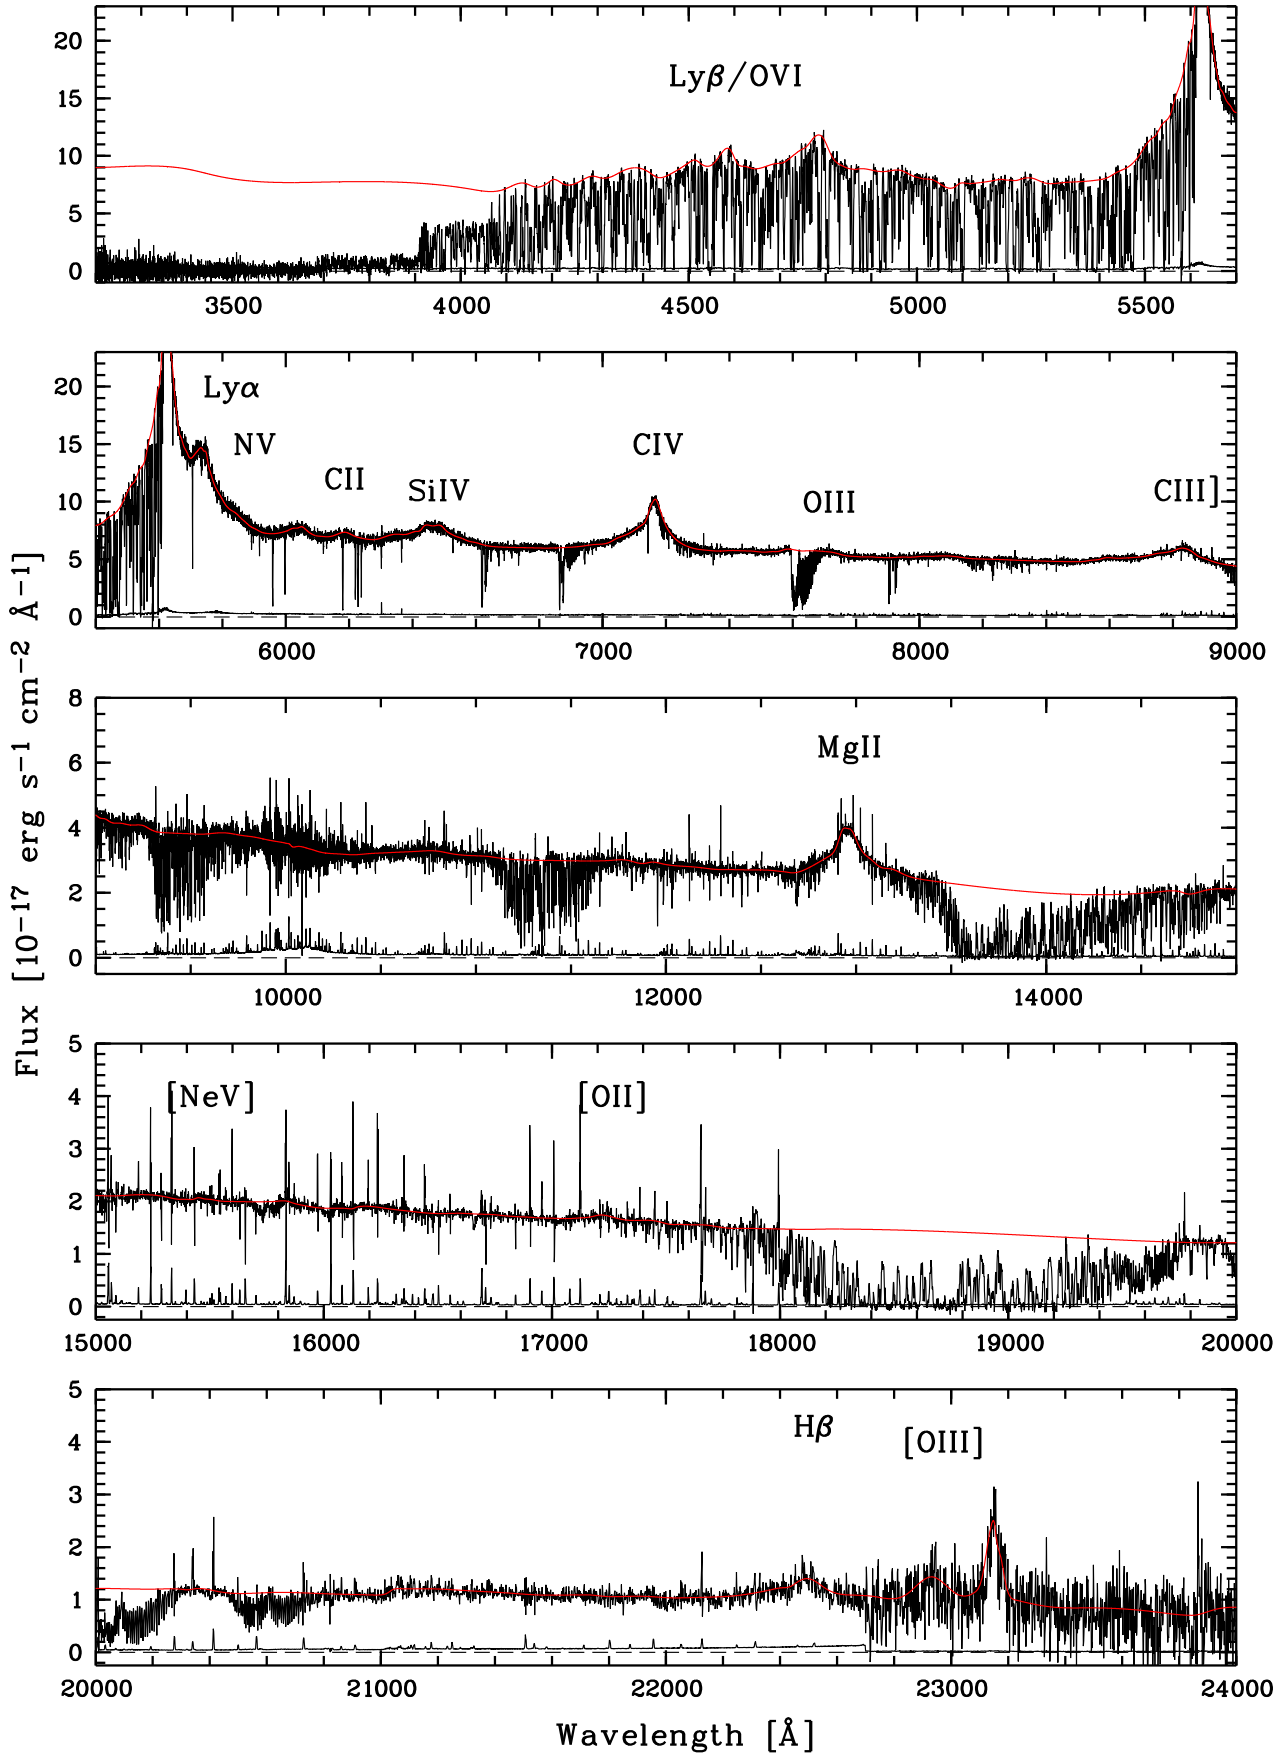 20
15
10
5
0
Lyβ/OVI
3500 4000 4500 5000 5500
20
15
10
5
0
Lyα
NV
CII
SiIV
CIV
OIII
CIII]
6000 7000 8000 9000
8
6
4
2
0
MgII
10000 12000 14000
5
4
3
2
1
0
[NeV] [OII]
15000 16000 17000 18000 19000 20000
5
4
3
2
1
0
Hβ
[OIII]
20000 21000 22000 23000 24000
Flux [10⁻¹⁷ erg s⁻¹ cm⁻² Å⁻¹]
Wavelength [Å]